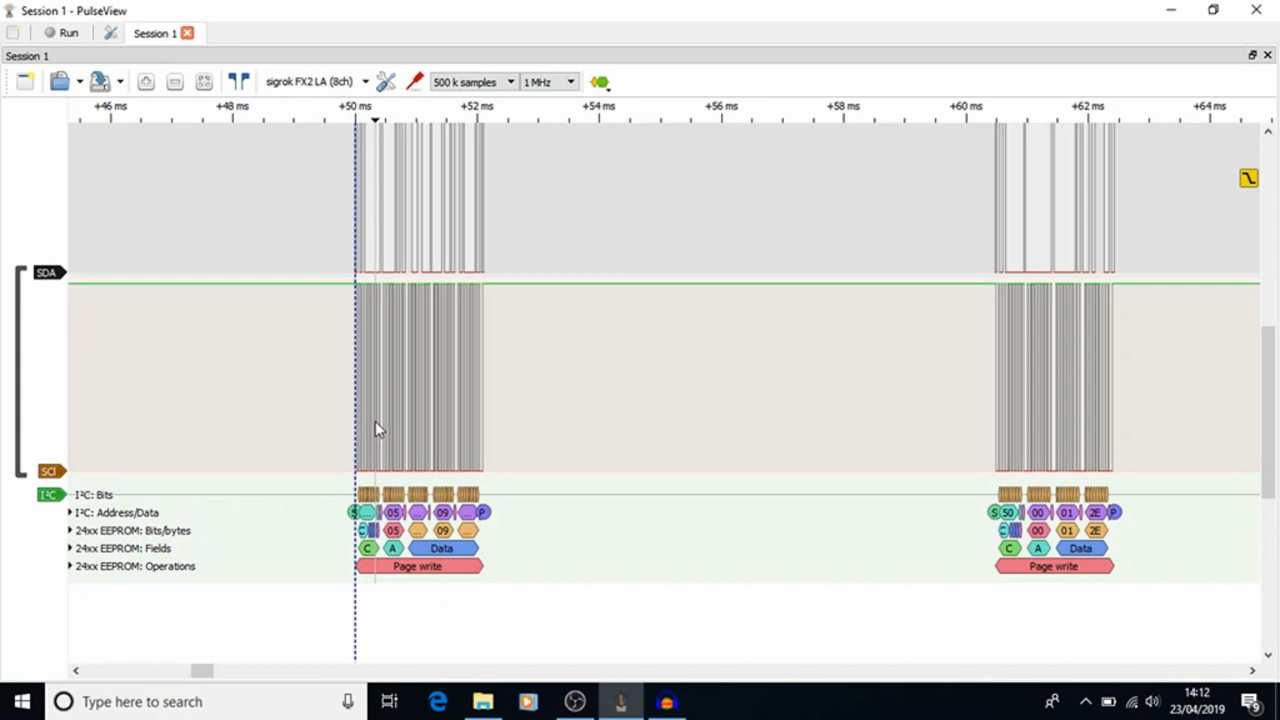 Session 1 - PulseView
Run
Session 1
Session 1
sigrok FX2 LA (8ch)
500 k samples
1 MHz
+46 ms +48 ms +50 ms +52 ms +54 ms +56 ms +58 ms +60 ms +62 ms +64 ms
SDA
SCl
I²C
I²C: Bits
I²C: Address/Data
S ... 05 09 ... P
S 50 00 01 2E P
24xx EEPROM: Bits/bytes
C 05 ... 09 ...
C 00 01 2E
24xx EEPROM: Fields
C A Data
C A Data
24xx EEPROM: Operations
Page write
Page write
Type here to search
14:12
23/04/2019
9